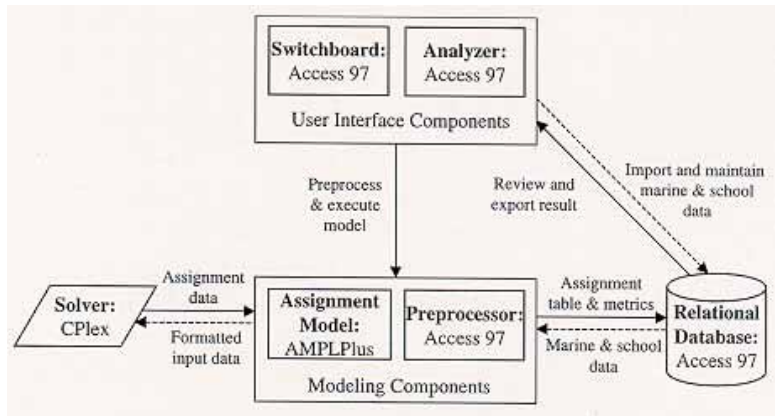 Switchboard:
Access 97
Analyzer:
Access 97
User Interface Components
Preprocess
& execute
model
Review and
export result
Import and maintain
marine & school
data
Solver:
CPlex
Assignment
data
Formatted
input data
Assignment
Model:
AMPLPlus
Preprocessor:
Access 97
Modeling Components
Assignment
table & metrics
Marine & school
data
Relational
Database:
Access 97